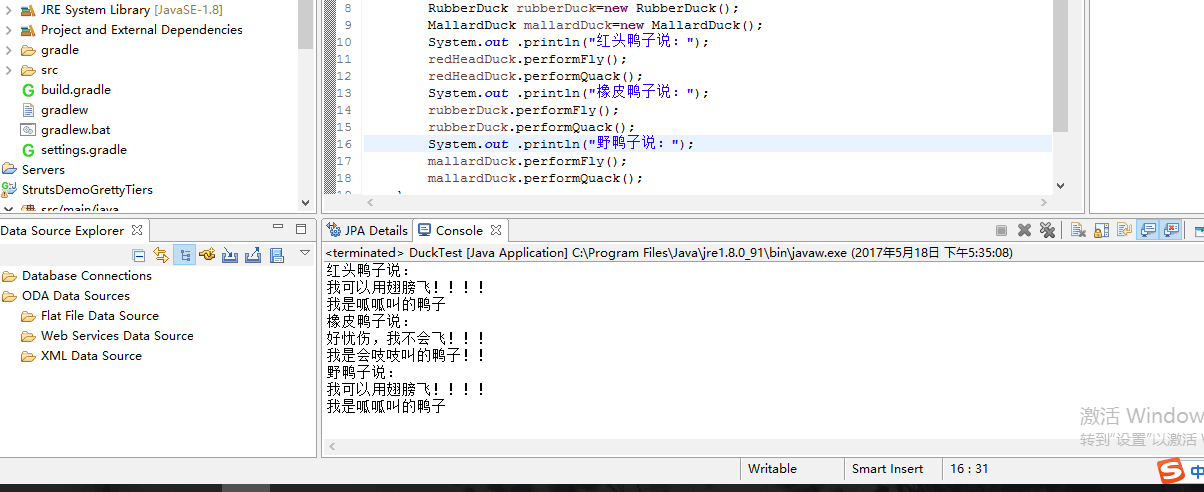 JRE System Library [JavaSE-1.8]
Project and External Dependencies
gradle
src
build.gradle
gradlew
gradlew.bat
settings.gradle
Servers
StrutsDemoGrettyTiers
src/main/java
8 RubberDuck rubberDuck=new RubberDuck();
9 MallardDuck mallardDuck=new MallardDuck();
10 System.out .println("红头鸭子说：");
11 redHeadDuck.performFly();
12 redHeadDuck.performQuack();
13 System.out .println("橡皮鸭子说：");
14 rubberDuck.performFly();
15 rubberDuck.performQuack();
16 System.out .println("野鸭子说：");
17 mallardDuck.performFly();
18 mallardDuck.performQuack();
19 }
Data Source Explorer
Database Connections
ODA Data Sources
Flat File Data Source
Web Services Data Source
XML Data Source
JPA Details Console
<terminated> DuckTest [Java Application] C:\Program Files\Java\jre1.8.0_91\bin\javaw.exe (2017年5月18日 下午5:35:08)
红头鸭子说：
我可以用翅膀飞！！！！
我是呱呱叫的鸭子
橡皮鸭子说：
好忧伤，我不会飞！！！
我是会吱吱叫的鸭子！！
野鸭子说：
我可以用翅膀飞！！！！
我是呱呱叫的鸭子
激活 Window
转到"设置"以激活 W
Writable Smart Insert 16 : 31
S 中